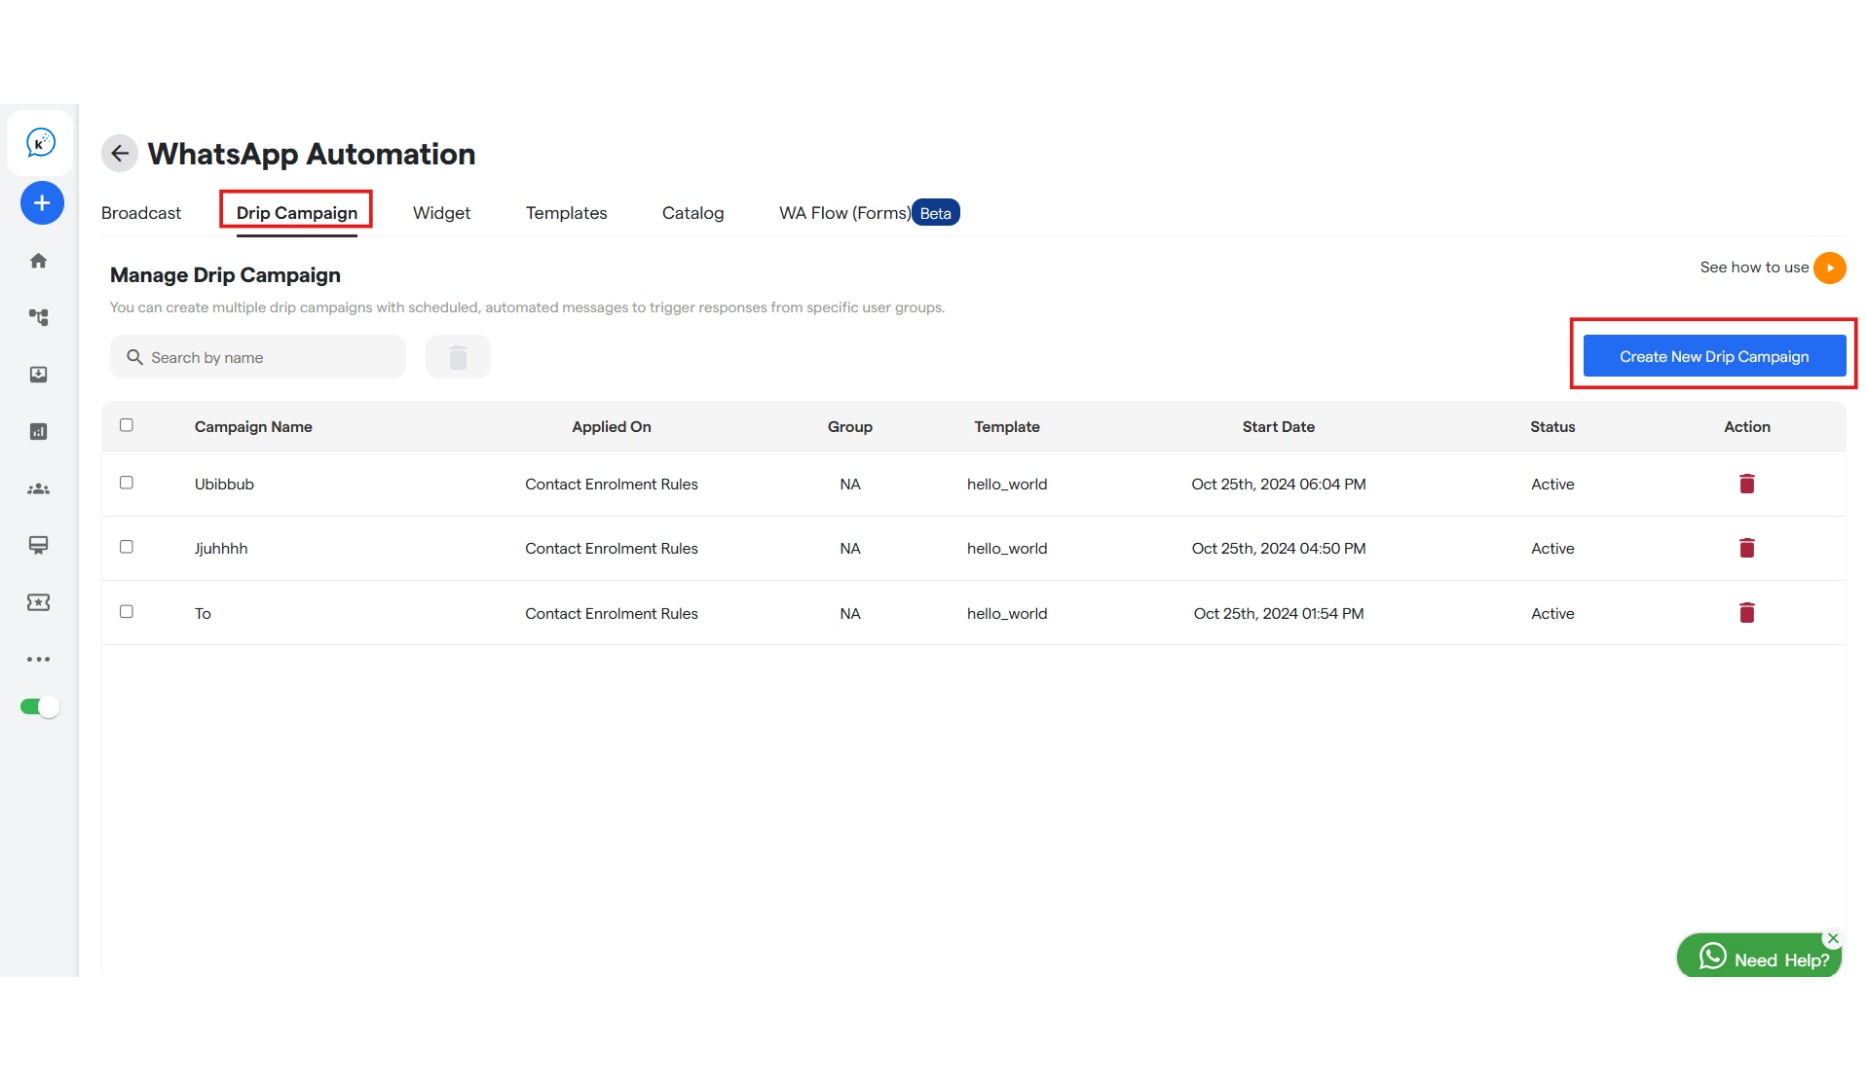 k
WhatsApp Automation
Broadcast Drip Campaign Widget Templates Catalog WA Flow (Forms) Beta
Manage Drip Campaign
See how to use
You can create multiple drip campaigns with scheduled, automated messages to trigger responses from specific user groups.
Search by name
Create New Drip Campaign
Campaign Name Applied On Group Template Start Date Status Action
Ubibbub Contact Enrolment Rules NA hello_world Oct 25th, 2024 06:04 PM Active
Jjuhhhh Contact Enrolment Rules NA hello_world Oct 25th, 2024 04:50 PM Active
To Contact Enrolment Rules NA hello_world Oct 25th, 2024 01:54 PM Active
Need Help?